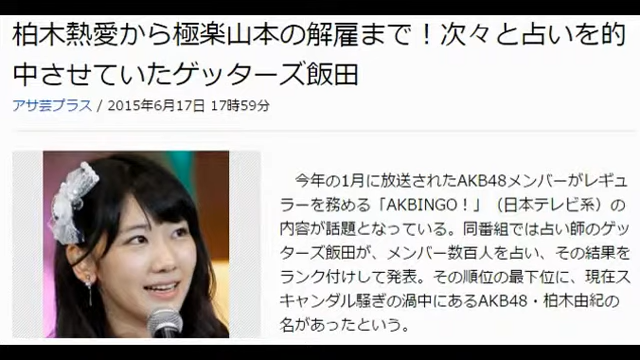 柏木熱愛から極楽山本の解雇まで！次々と占いを的
中させていたゲッターズ飯田
アサ芸プラス / 2015年6月17日 17時59分
今年の1月に放送されたAKB48メンバーがレギュ
ラーを務める「AKBINGO！」（日本テレビ系）の
内容が話題となっている。同番組では占い師のゲッ
ターズ飯田が、メンバー数百人を占い、その結果を
ランク付けして発表。その順位の最下位に、現在ス
キャンダル騒ぎの渦中にあるAKB48・柏木由紀の
名があったという。